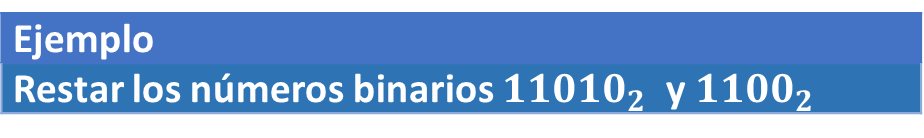 Ejemplo
Restar los números binarios 11010₂ y 1100₂